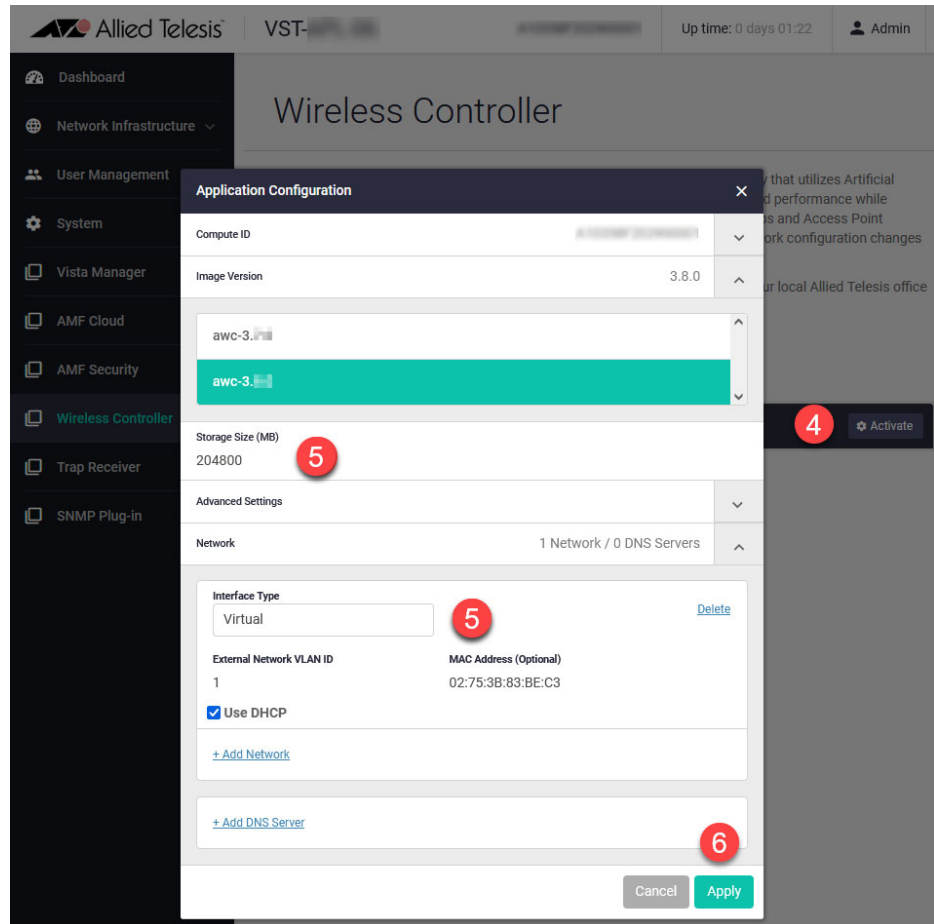 Allied Telesis
VST-
Up time: 0 days 01:22
Admin
Dashboard
Network Infrastructure
User Management
System
Vista Manager
AMF Cloud
AMF Security
Wireless Controller
Trap Receiver
SNMP Plug-in
Wireless Controller
that utilizes Artificial
performance while
and Access Point
configuration changes
local Allied Telesis office
4
Activate
Application Configuration
Compute ID
Image Version 3.8.0
awc-3.
awc-3.
Storage Size (MB)
204800
5
Advanced Settings
Network 1 Network / 0 DNS Servers
Interface Type
Virtual
5
Delete
External Network VLAN ID MAC Address (Optional)
1 02:75:3B:83:BE:C3
Use DHCP
+ Add Network
+ Add DNS Server
6
Cancel Apply